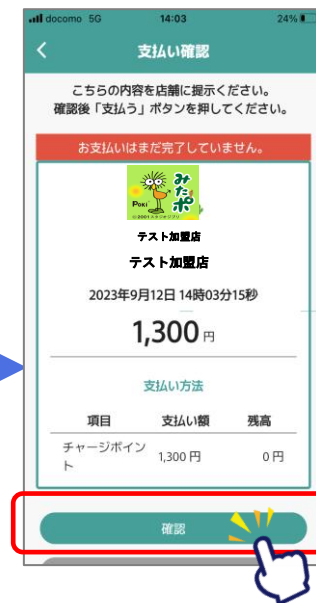 docomo 5G 14:03 24%
支払い確認
こちらの内容を店舗に提示ください。
確認後「支払う」ボタンを押してください。
お支払いはまだ完了していません。
みたポ
POKI
テスト加盟店
テスト加盟店
2023年9月12日 14時03分15秒
1,300 円
支払い方法
項目 支払い額 残高
チャージポイン
ト 1,300 円 0 円
確認